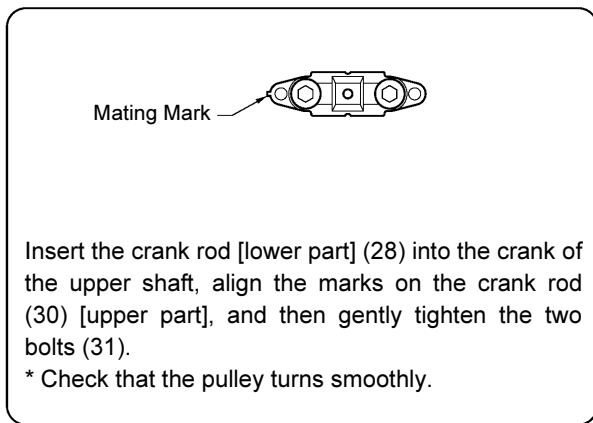 Mating Mark
Insert the crank rod [lower part] (28) into the crank of
the upper shaft, align the marks on the crank rod
(30) [upper part], and then gently tighten the two
bolts (31).
* Check that the pulley turns smoothly.